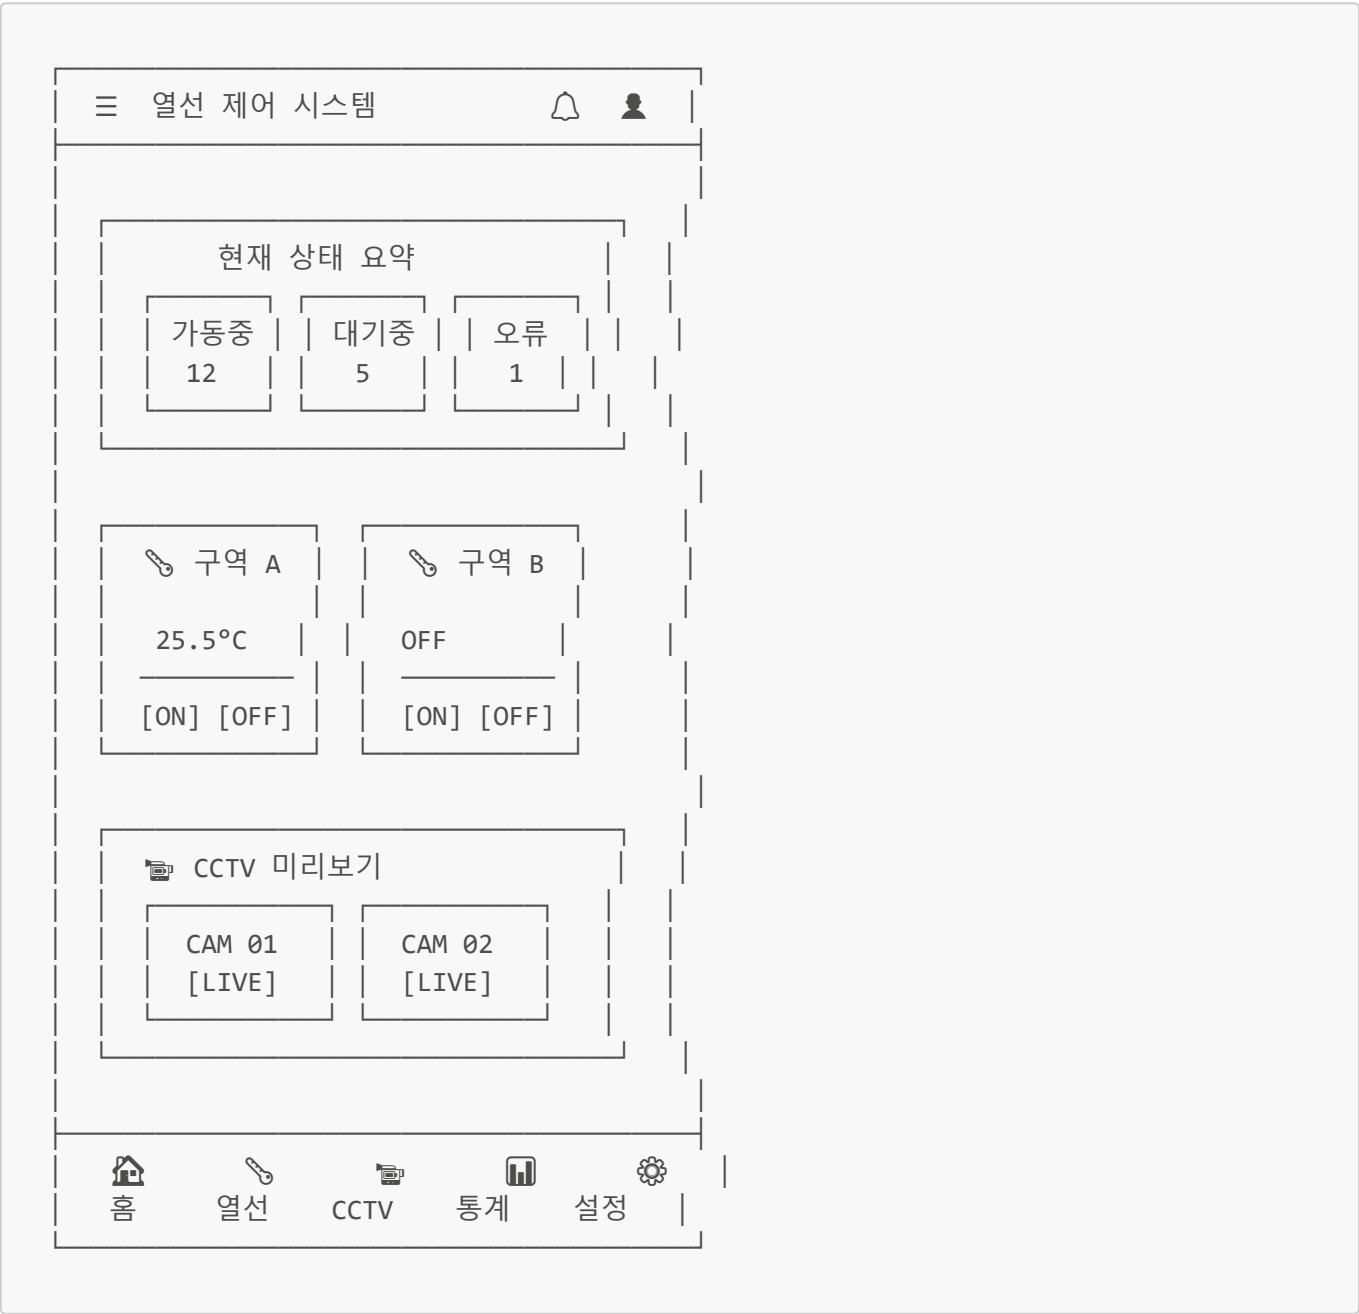 ☰ 열선 제어 시스템 🔔 👤
현재 상태 요약
가동중 대기중 오류
12 5 1
🌡 구역 A 🌡 구역 B
25.5°C OFF
[ON] [OFF] [ON] [OFF]
📹 CCTV 미리보기
CAM 01 CAM 02
[LIVE] [LIVE]
🏠 🌡 📹 📊 ⚙
홈 열선 CCTV 통계 설정